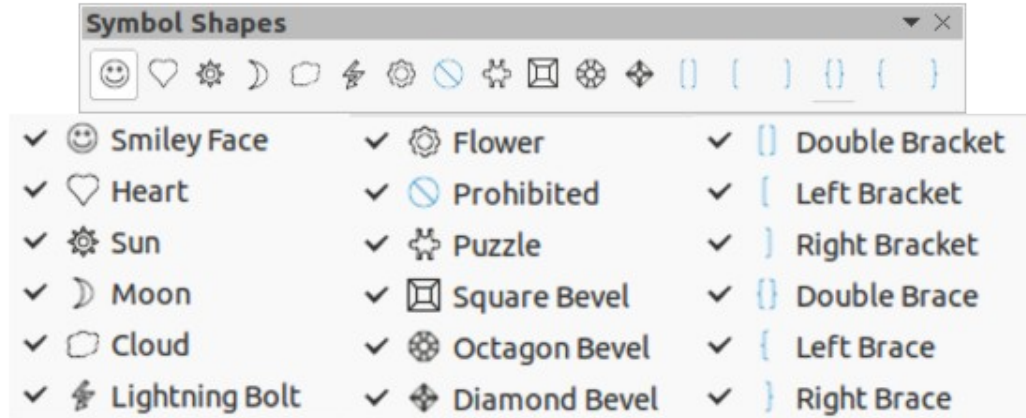 Symbol Shapes
Smiley Face
Heart
Sun
Moon
Cloud
Lightning Bolt
Flower
Prohibited
Puzzle
Square Bevel
Octagon Bevel
Diamond Bevel
Double Bracket
Left Bracket
Right Bracket
Double Brace
Left Brace
Right Brace